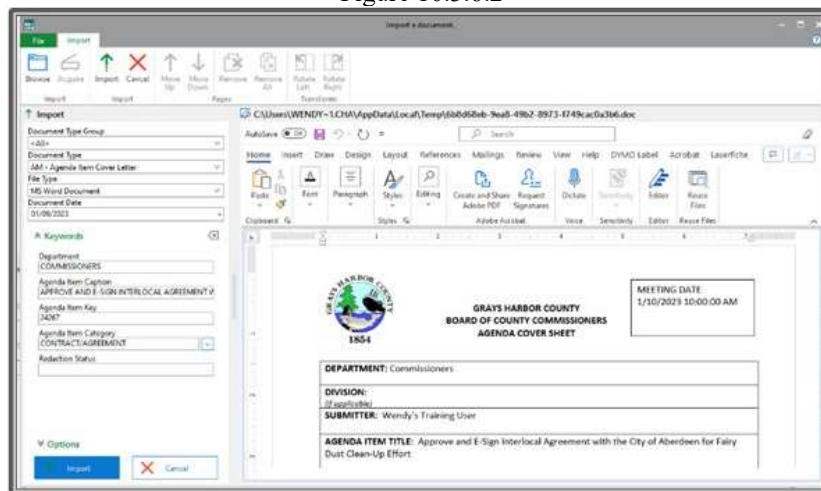 Figure 10.3.6.2
Import a document.
File Import
Browse Acquire Import Cancel Move Up Move Down Remove Remove All Rotate Left Rotate Right
Import Import Pages Transforms
Import
C:\Users\WENDY~1.CHA\AppData\Local\Temp\6b8d68eb-9ea8-49b2-8973-f749cac0a3b6.doc
Document Type Group
<All>
Document Type
AM - Agenda Item Cover Letter
File Type
MS Word Document
Document Date
01/09/2023
Keywords
Department
COMMISSIONERS
Agenda Item Caption
APPROVE AND E-SIGN INTERLOCAL AGREEMENT W
Agenda Item Key
24267
Agenda Item Category
CONTRACT/AGREEMENT
Redaction Status
Options
Import Cancel
AutoSave Off Search
Home Insert Draw Design Layout References Mailings Review View Help DYMO Label Acrobat Laserfiche
Paste Font Paragraph Styles Editing Create and Share Adobe PDF Request Signatures Dictate Sensitivity Editor Reuse Files
Clipboard Styles Adobe Acrobat Voice Sensitivity Editor Reuse Files
GRAYS HARBOR COUNTY
1854
GRAYS HARBOR COUNTY
BOARD OF COUNTY COMMISSIONERS
AGENDA COVER SHEET
MEETING DATE
1/10/2023 10:00:00 AM
DEPARTMENT: Commissioners
DIVISION:
(if applicable)
SUBMITTER: Wendy's Training User
AGENDA ITEM TITLE: Approve and E-Sign Interlocal Agreement with the City of Aberdeen for Fairy
Dust Clean-Up Effort